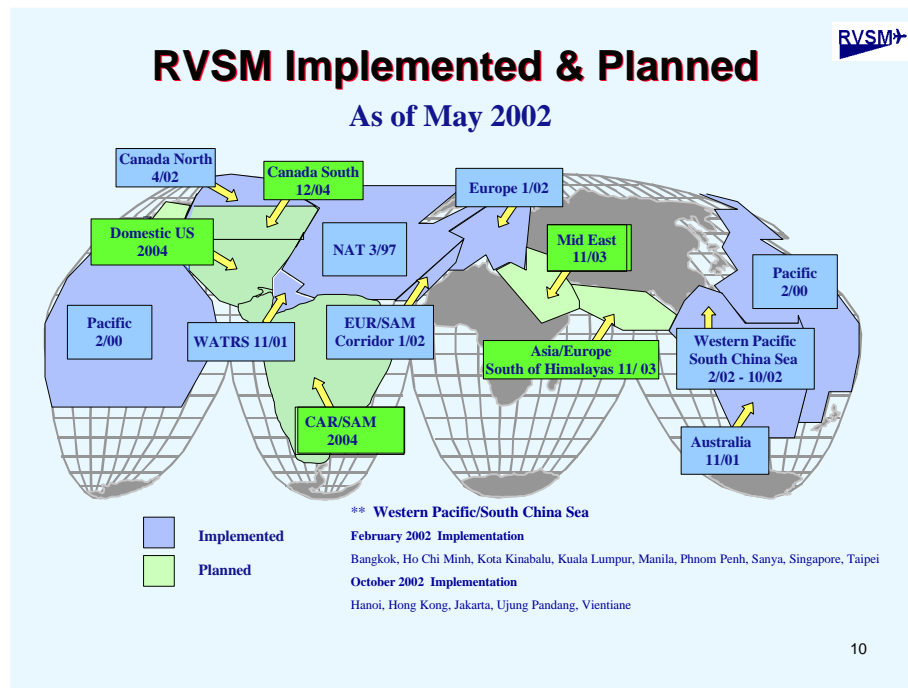 RVSM
RVSM Implemented & Planned
As of May 2002
Canada North
4/02
Canada South
12/04
Europe 1/02
Domestic US
2004
NAT 3/97
Mid East
11/03
Pacific
2/00
Pacific
2/00
WATRS 11/01
EUR/SAM
Corridor 1/02
Asia/Europe
South of Himalayas 11/ 03
Western Pacific
South China Sea
2/02 - 10/02
CAR/SAM
2004
Australia
11/01
Implemented
Planned
** Western Pacific/South China Sea
February 2002 Implementation
Bangkok, Ho Chi Minh, Kota Kinabalu, Kuala Lumpur, Manila, Phnom Penh, Sanya, Singapore, Taipei
October 2002 Implementation
Hanoi, Hong Kong, Jakarta, Ujung Pandang, Vientiane
10